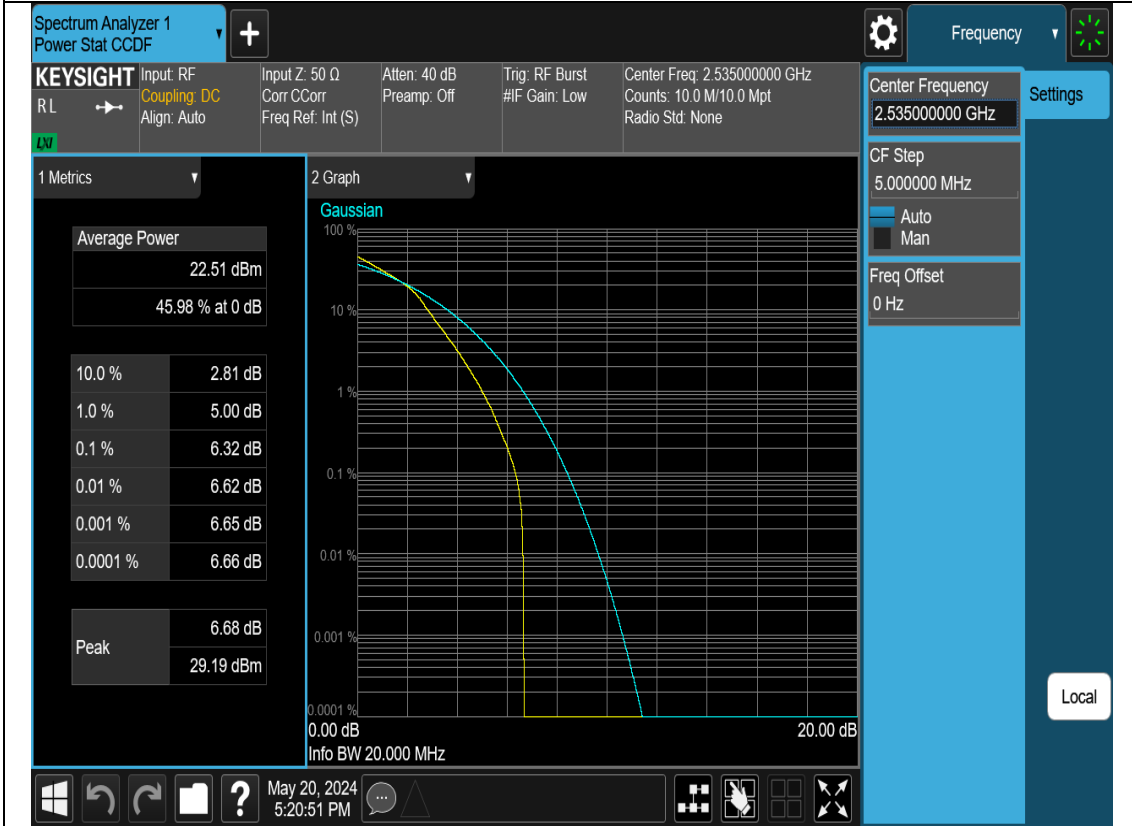 Spectrum Analyzer 1
Power Stat CCDF
+
Frequency
KEYSIGHT
RL
LXI
Input: RF
Coupling: DC
Align: Auto
Input Z: 50 Ω
Corr CCorr
Freq Ref: Int (S)
Atten: 40 dB
Preamp: Off
Trig: RF Burst
#IF Gain: Low
Center Freq: 2.535000000 GHz
Counts: 10.0 M/10.0 Mpt
Radio Std: None
Center Frequency
2.535000000 GHz
Settings
CF Step
5.000000 MHz
Auto
Man
Freq Offset
0 Hz
Local
1 Metrics
Average Power
22.51 dBm
45.98 % at 0 dB
10.0 % 2.81 dB
1.0 % 5.00 dB
0.1 % 6.32 dB
0.01 % 6.62 dB
0.001 % 6.65 dB
0.0001 % 6.66 dB
Peak
6.68 dB
29.19 dBm
2 Graph
Gaussian
100 %
10 %
1 %
0.1 %
0.01 %
0.001 %
0.0001 %
0.00 dB 20.00 dB
Info BW 20.000 MHz
?
May 20, 2024
5:20:51 PM